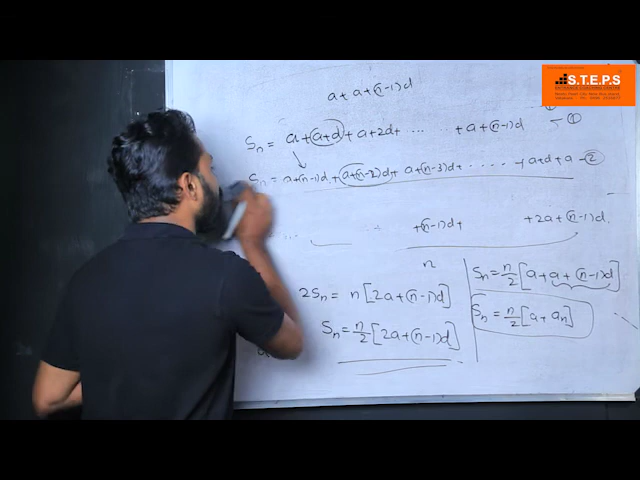 S.T.E.P.S
a + a + (n-1)d
Sn = a + (a+d) + a+2d + ...... + a+(n-1)d - ①
Sn = a+(n-1)d + a+(n-2)d + a+(n-3)d + ...... + a+d + a - ②
+(n-1)d + +2a+(n-1)d.
n
2Sn = n[2a+(n-1)d]
Sn = n/2[2a+(n-1)d]
Sn = n/2[a+a+(n-1)d]
Sn = n/2[a+an]